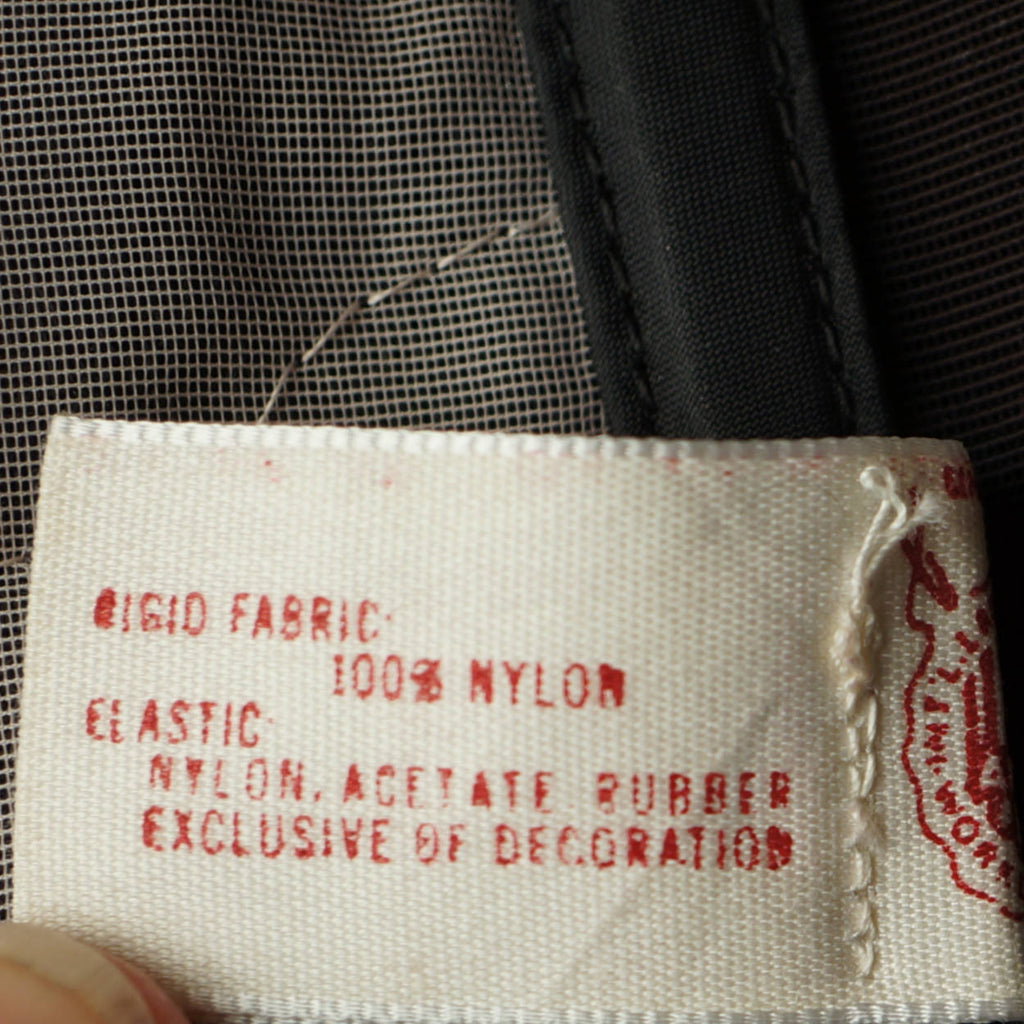 RIGID FABRIC:
100% NYLON
ELASTIC:
NYLON, ACETATE, RUBBER
EXCLUSIVE OF DECORATION